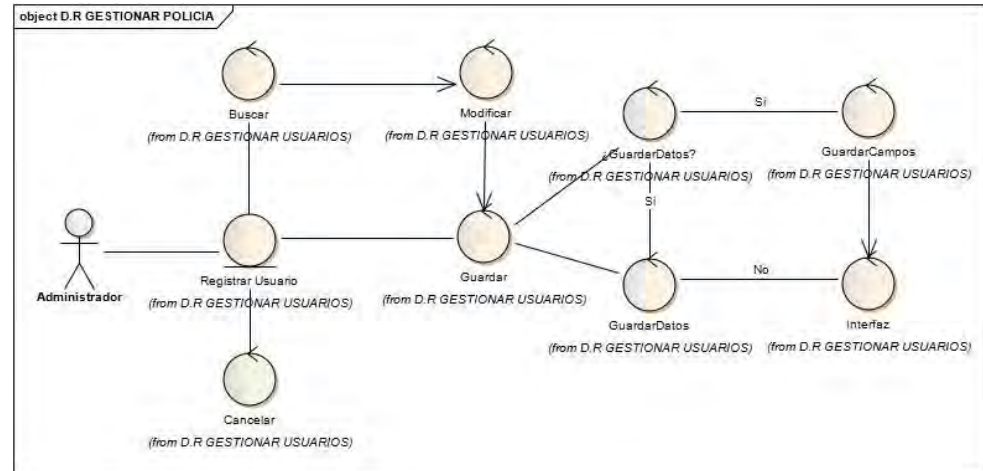 object D.R GESTIONAR POLICIA
Buscar
(from D.R GESTIONAR USUARIOS)
Modificar
(from D.R GESTIONAR USUARIOS)
¿GuardarDatos?
(from D.R GESTIONAR USUARIOS)
Sí
GuardarCampos
(from D.R GESTIONAR USUARIOS)
Sí
Administrador
Registrar Usuario
(from D.R GESTIONAR USUARIOS)
Guardar
(from D.R GESTIONAR USUARIOS)
GuardarDatos
(from D.R GESTIONAR USUARIOS)
No
Interfaz
(from D.R GESTIONAR USUARIOS)
Cancelar
(from D.R GESTIONAR USUARIOS)